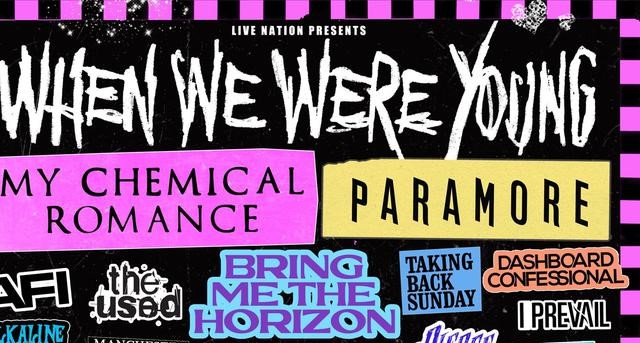 LIVE NATION PRESENTS
WHEN WE WERE YOUNG
MY CHEMICAL
ROMANCE
PARAMORE
AFI
the
used
BRING
ME THE
HORIZON
TAKING
BACK
SUNDAY
DASHBOARD
CONFESSIONAL
I PREVAIL